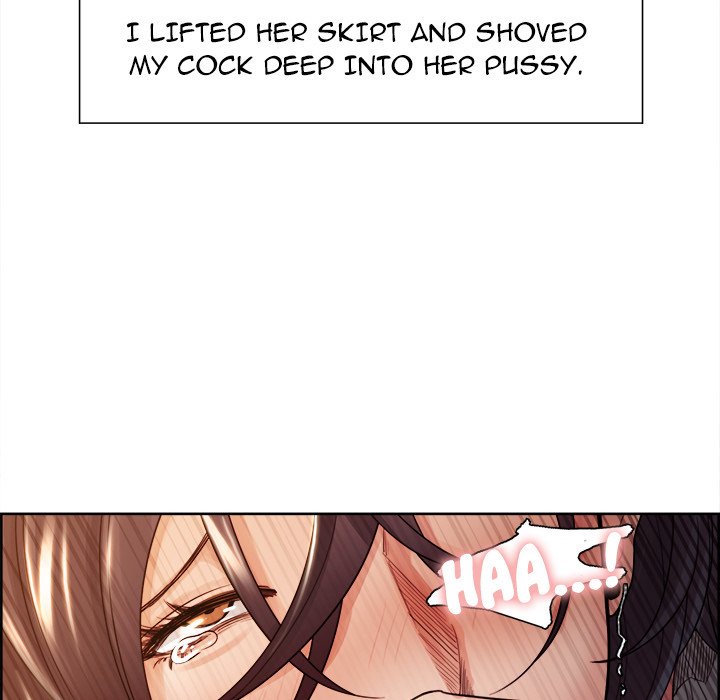 I LIFTED HER SKIRT AND SHOVED
MY COCK DEEP INTO HER PUSSY.
HAA....!